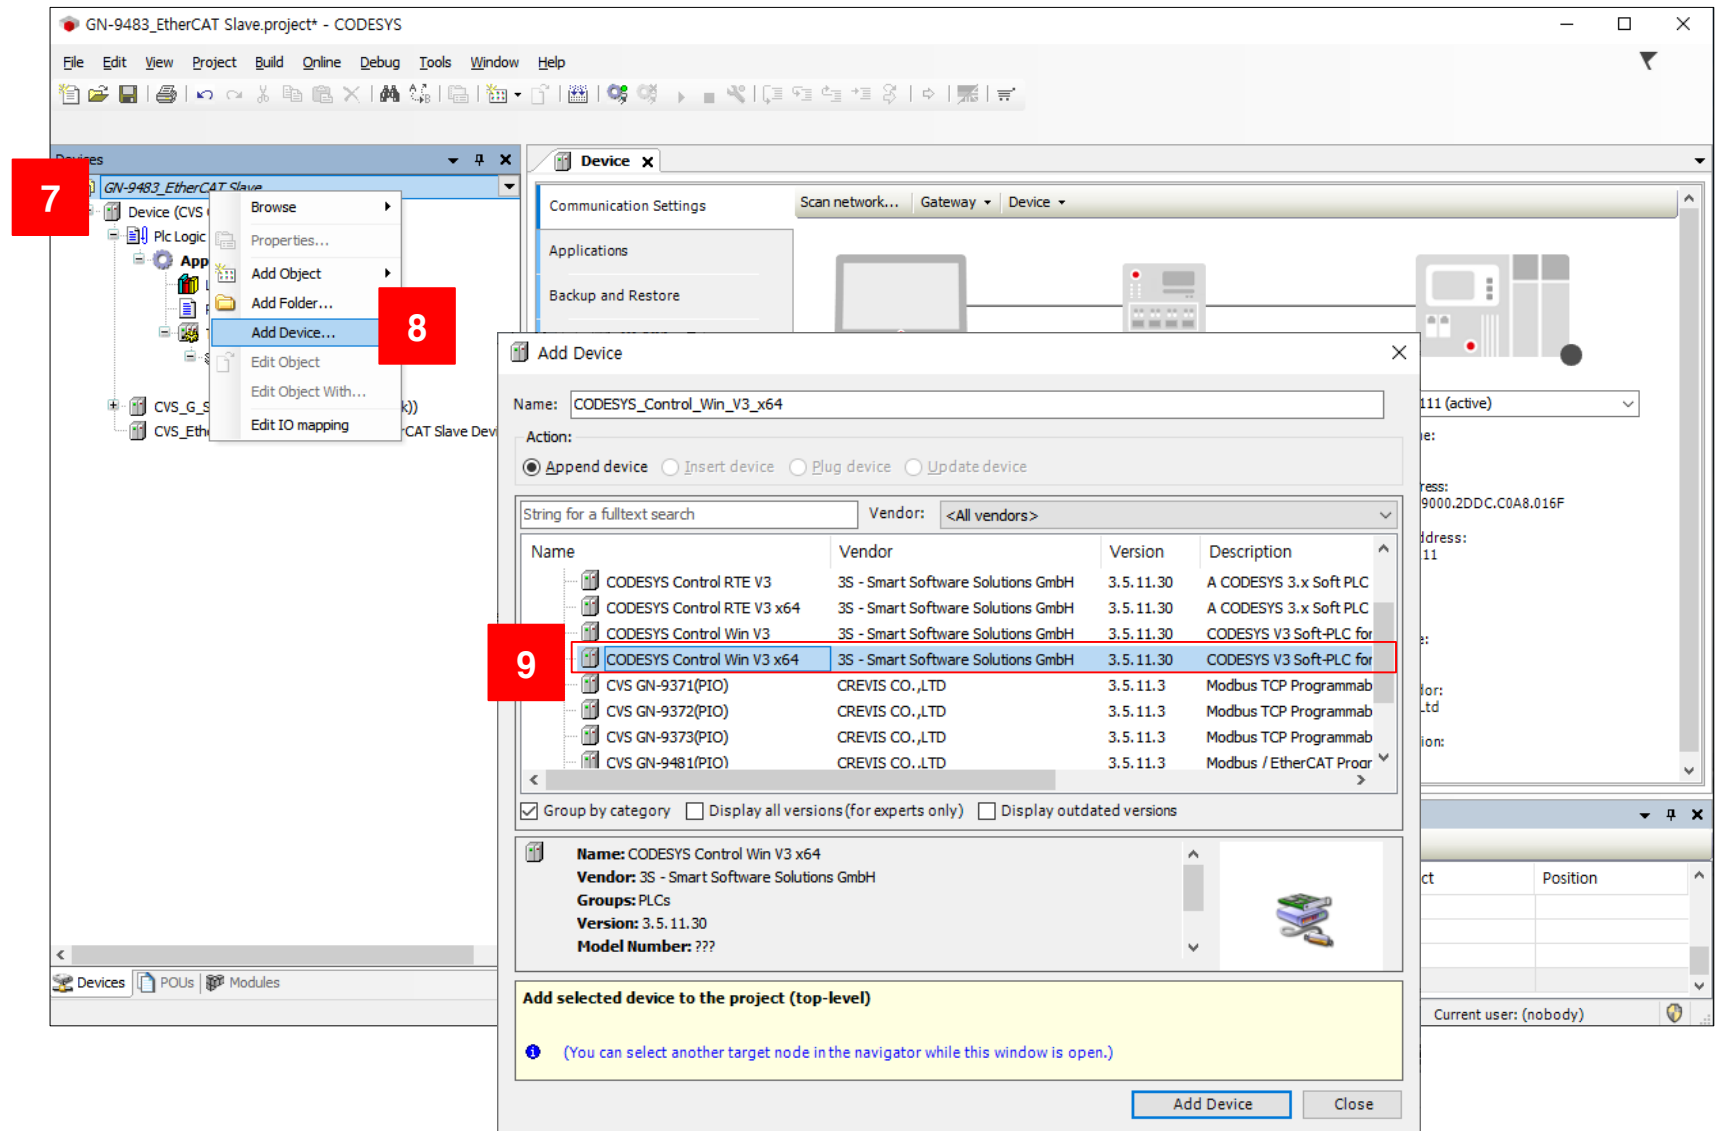 GN-9483_EtherCAT Slave.project* - CODESYS
File Edit View Project Build Online Debug Tools Window Help
Devices
Device
7
GN-9483_EtherCAT Slave
Device (CVS
Plc Logic
App
CVS_G_S
k))
CVS_Eth
rCAT Slave Devi
Browse
Properties...
Add Object
Add Folder...
Add Device...
8
Edit Object
Edit Object With...
Edit IO mapping
Communication Settings
Applications
Backup and Restore
Scan network... Gateway Device
111 (active)
9000.2DDC.C0A8.016F
ddress:
11
Ltd
Add Device
Name: CODESYS_Control_Win_V3_x64
Action:
Append device Insert device Plug device Update device
String for a fulltext search Vendor: <All vendors>
Name Vendor Version Description
CODESYS Control RTE V3 3S - Smart Software Solutions GmbH 3.5.11.30 A CODESYS 3.x Soft PLC
CODESYS Control RTE V3 x64 3S - Smart Software Solutions GmbH 3.5.11.30 A CODESYS 3.x Soft PLC
CODESYS Control Win V3 3S - Smart Software Solutions GmbH 3.5.11.30 CODESYS V3 Soft-PLC for
9
CODESYS Control Win V3 x64 3S - Smart Software Solutions GmbH 3.5.11.30 CODESYS V3 Soft-PLC for
CVS GN-9371(PIO) CREVIS CO.,LTD 3.5.11.3 Modbus TCP Programmab
CVS GN-9372(PIO) CREVIS CO.,LTD 3.5.11.3 Modbus TCP Programmab
CVS GN-9373(PIO) CREVIS CO.,LTD 3.5.11.3 Modbus TCP Programmab
CVS GN-9481(PIO) CREVIS CO.,LTD 3.5.11.3 Modbus / EtherCAT Progr
Group by category Display all versions (for experts only) Display outdated versions
Name: CODESYS Control Win V3 x64
Vendor: 3S - Smart Software Solutions GmbH
Groups: PLCs
Version: 3.5.11.30
Model Number: ???
Add selected device to the project (top-level)
(You can select another target node in the navigator while this window is open.)
Add Device Close
ct Position
Devices POUs Modules
Current user: (nobody)